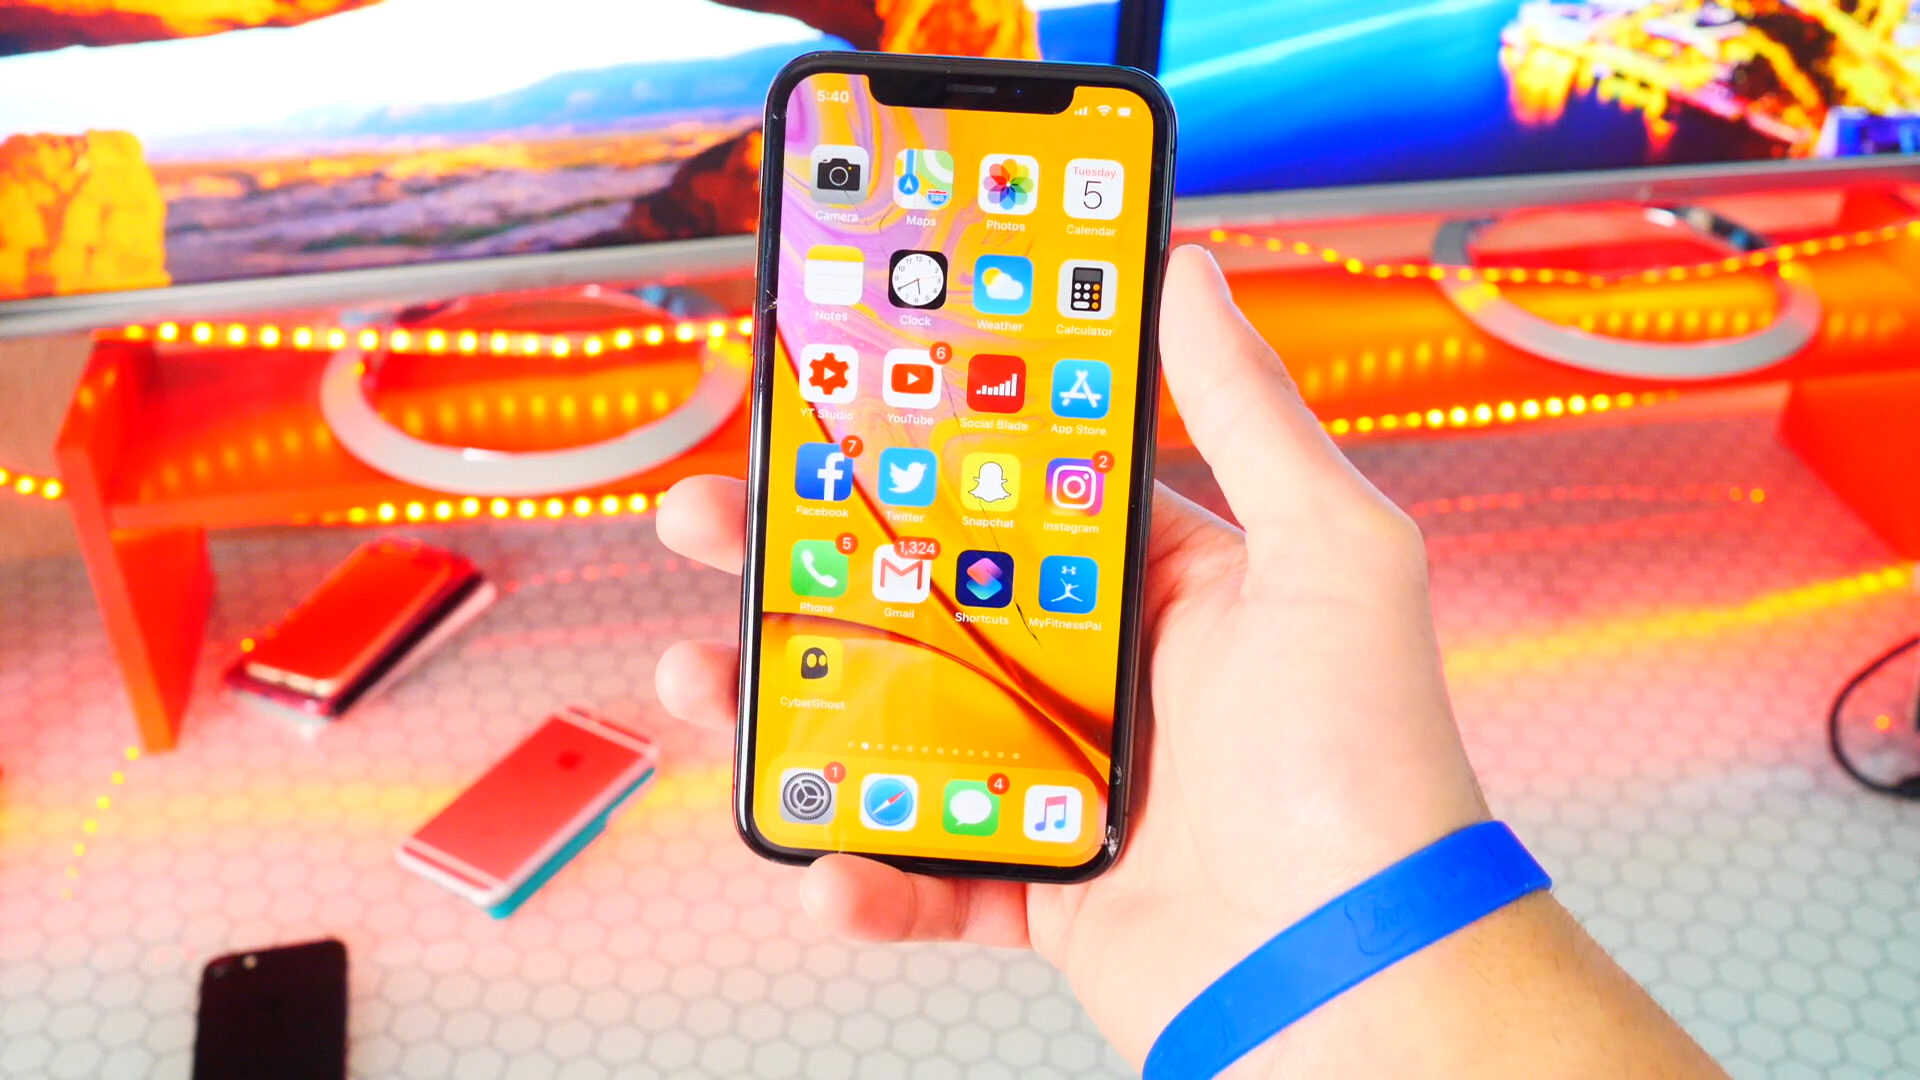 5:40
Tuesday
5
280
Camera
Maps
Photos
Calendar
Notes
Clock
Weather
Calculator
6
YT Studio
YouTube
Social Blade
App Store
7
2
Facebook
Twitter
Snapchat
Instagram
5
1,324
Phone
Gmail
Shortcuts
MyFitnessPal
CyberGhost
1
4